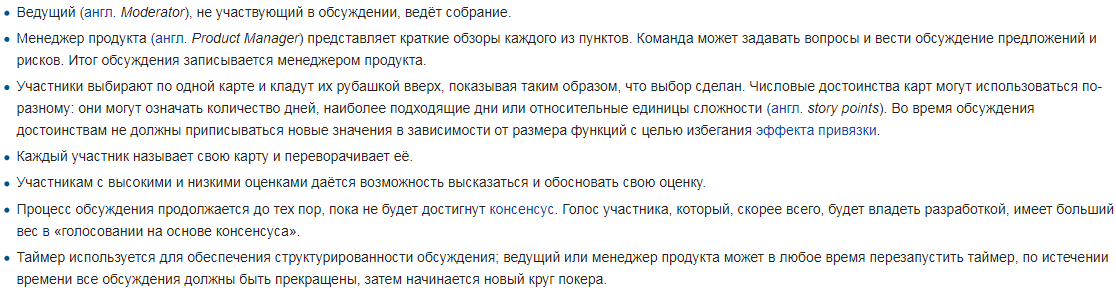 Ведущий (англ. Moderator), не участвующий в обсуждении, ведёт собрание.
Менеджер продукта (англ. Product Manager) представляет краткие обзоры каждого из пунктов. Команда может задавать вопросы и вести обсуждение предложений и
рисков. Итог обсуждения записывается менеджером продукта.
Участники выбирают по одной карте и кладут их рубашкой вверх, показывая таким образом, что выбор сделан. Числовые достоинства карт могут использоваться по-
разному: они могут означать количество дней, наиболее подходящие дни или относительные единицы сложности (англ. story points). Во время обсуждения
достоинствам не должны приписываться новые значения в зависимости от размера функций с целью избегания эффекта привязки.
Каждый участник называет свою карту и переворачивает её.
Участникам с высокими и низкими оценками даётся возможность высказаться и обосновать свою оценку.
Процесс обсуждения продолжается до тех пор, пока не будет достигнут консенсус. Голос участника, который, скорее всего, будет владеть разработкой, имеет больший
вес в «голосовании на основе консенсуса».
Таймер используется для обеспечения структурированности обсуждения; ведущий или менеджер продукта может в любое время перезапустить таймер, по истечении
времени все обсуждения должны быть прекращены, затем начинается новый круг покера.